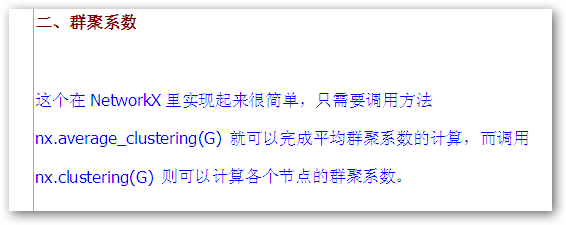 二、群聚系数
这个在 NetworkX 里实现起来很简单，只需要调用方法
nx.average_clustering(G) 就可以完成平均群聚系数的计算，而调用
nx.clustering(G) 则可以计算各个节点的群聚系数。